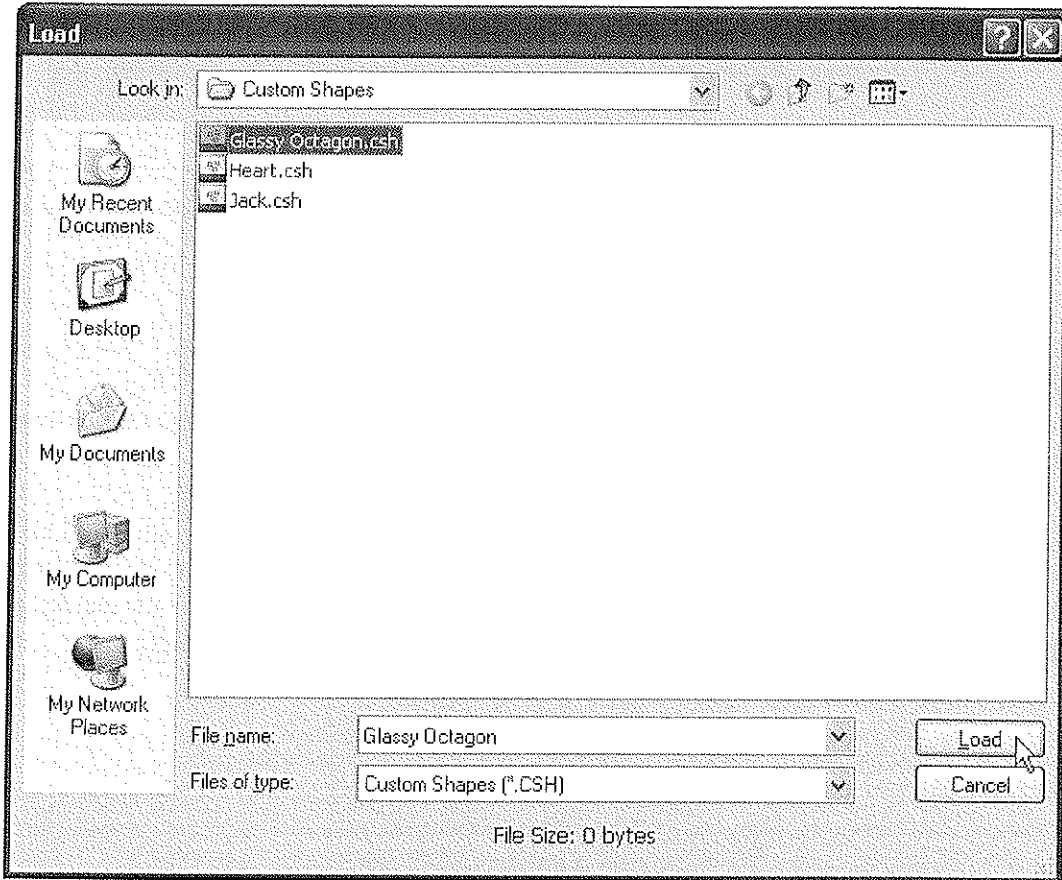 Load
Look in: Custom Shapes
Glassy Octagon.csh
Heart.csh
Jack.csh
My Recent
Documents
Desktop
My Documents
My Computer
My Network
Places
File name: Glassy Octagon Load
Files of type: Custom Shapes (*.CSH) Cancel
File Size: 0 bytes